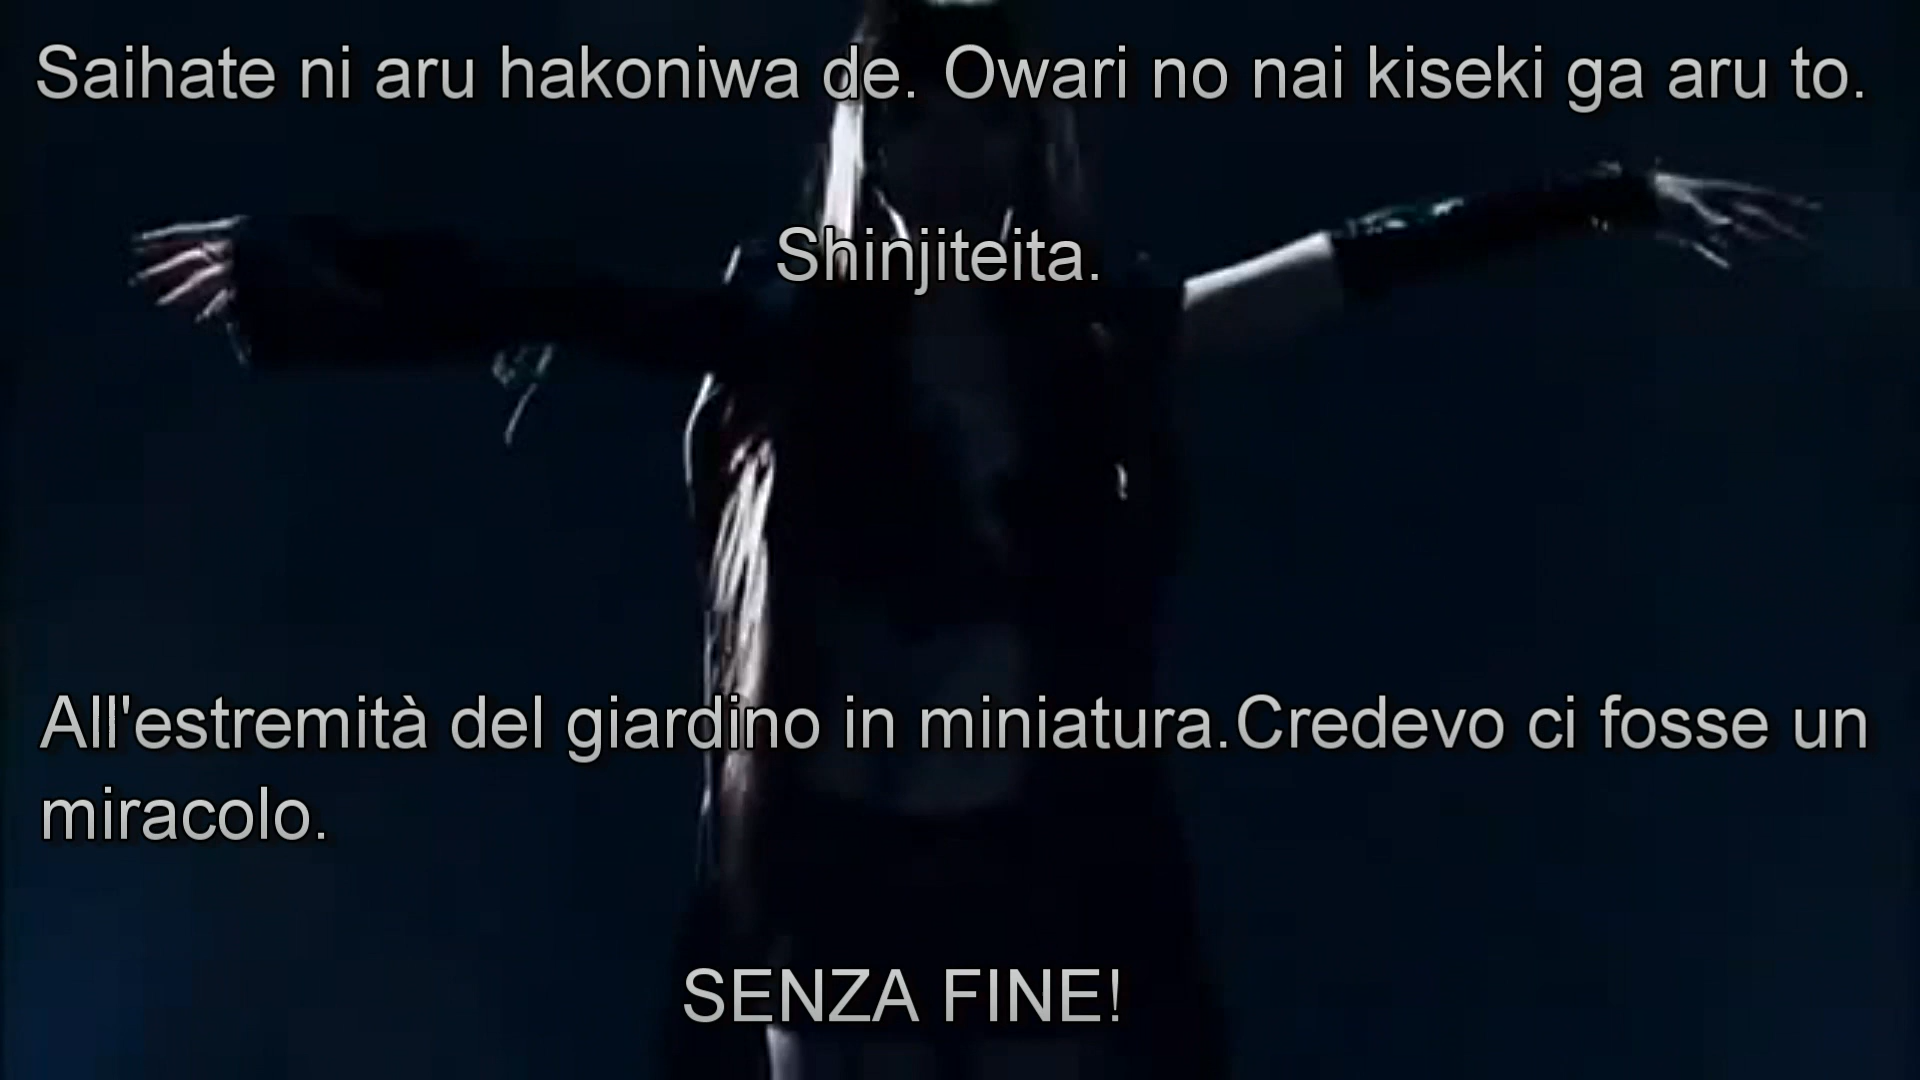 Saihate ni aru hakoniwa de. Owari no nai kiseki ga aru to.
Shinjiteita.
All'estremità del giardino in miniatura.Credevo ci fosse un
miracolo.
SENZA FINE!